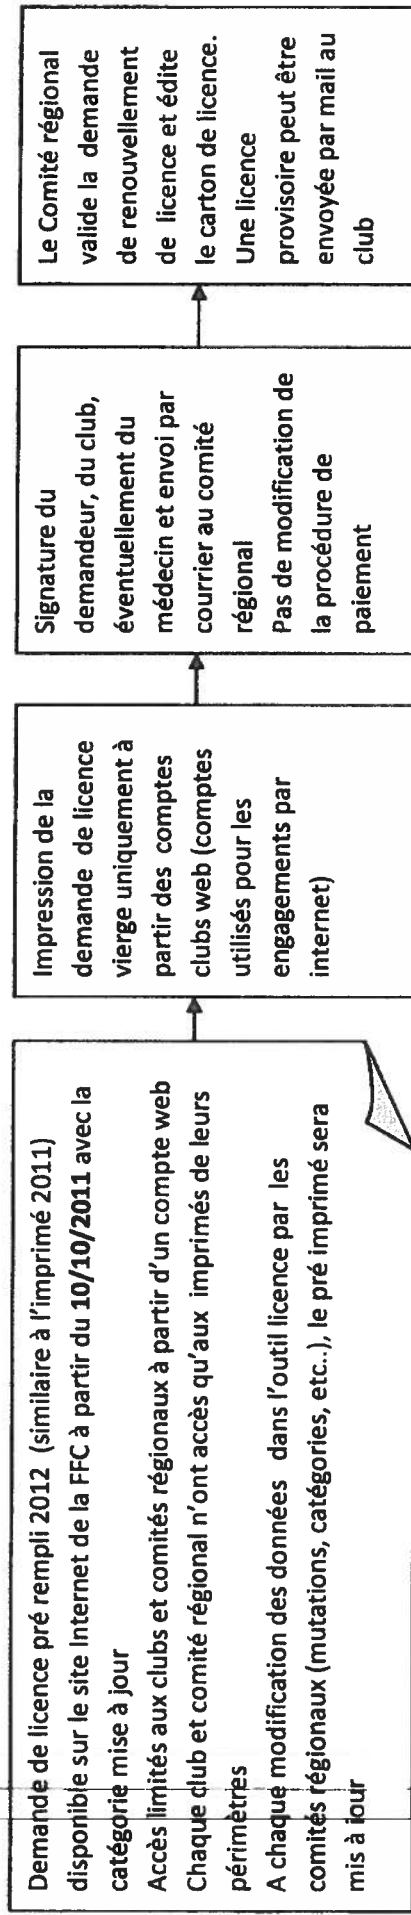 Demande de licence pré rempli 2012 (similaire à l'imprimé 2011)
disponible sur le site Internet de la FFC à partir du 10/10/2011 avec la
catégorie mise à jour
Accès limités aux clubs et comités régionaux à partir d'un compte web
Chaque club et comité régional n'ont accès qu'aux imprimés de leurs
périmètres
A chaque modification des données dans l'outil licence par les
comités régionaux (mutations, catégories, etc..), le pré imprimé sera
mis à jour
Impression de la
demande de licence
vierge uniquement à
partir des comptes
clubs web (comptes
utilisés pour les
engagements par
internet)
Signature du
demandeur, du club,
éventuellement du
médecin et envoi par
courrier au comité
régional
Pas de modification de
la procédure de
paiement
Le Comité régional
valide la demande
de renouvellement
de licence et édite
le carton de licence.
Une licence
provisoire peut être
envoyée par mail au
club